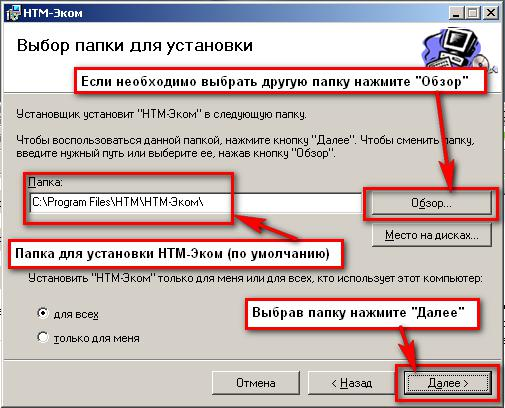 НТМ-Эком
Выбор папки для установки
Если необходимо выбрать другую папку нажмите "Обзор"
Установщик установит "НТМ-Эком" в следующую папку.
Чтобы воспользоваться данной папкой, нажмите кнопку "Далее". Чтобы сменить папку,
введите нужный путь или выберите ее, нажав кнопку "Обзор".
Папка:
C:\Program Files\НТМ\НТМ-Эком\
Обзор...
Место на дисках...
Папка для установки НТМ-Эком (по умолчанию)
Установить "НТМ-Эком" только для меня или для всех, кто использует этот компьютер:
для всех
Выбрав папку нажмите "Далее"
только для меня
Отмена
< Назад
Далее >